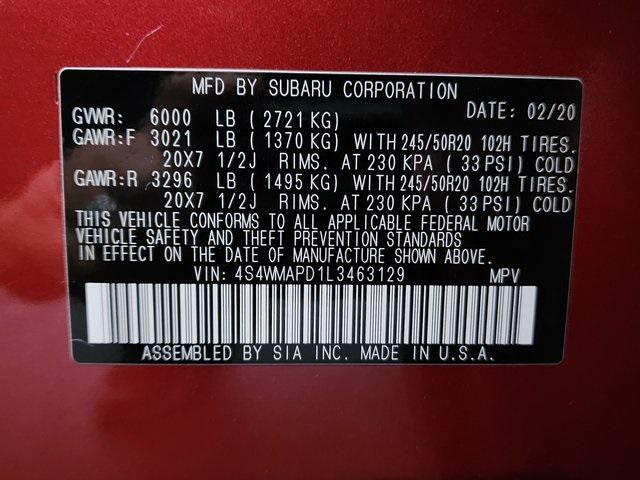 MFD BY SUBARU CORPORATION
DATE: 02/20
GVWR: 6000 LB ( 2721 KG)
GAWR:F 3021 LB ( 1370 KG) WITH 245/50R20 102H TIRES.
20X7 1/2J RIMS. AT 230 KPA ( 33 PSI) COLD
GAWR:R 3296 LB ( 1495 KG) WITH 245/50R20 102H TIRES.
20X7 1/2J RIMS. AT 230 KPA ( 33 PSI) COLD
THIS VEHICLE CONFORMS TO ALL APPLICABLE FEDERAL MOTOR
VEHICLE SAFETY AND THEFT PREVENTION STANDARDS
IN EFFECT ON THE DATE OF MANUFACTURE SHOWN ABOVE.
VIN: 4S4WMAPD1L3463129 MPV
ASSEMBLED BY SIA INC. MADE IN U.S.A.